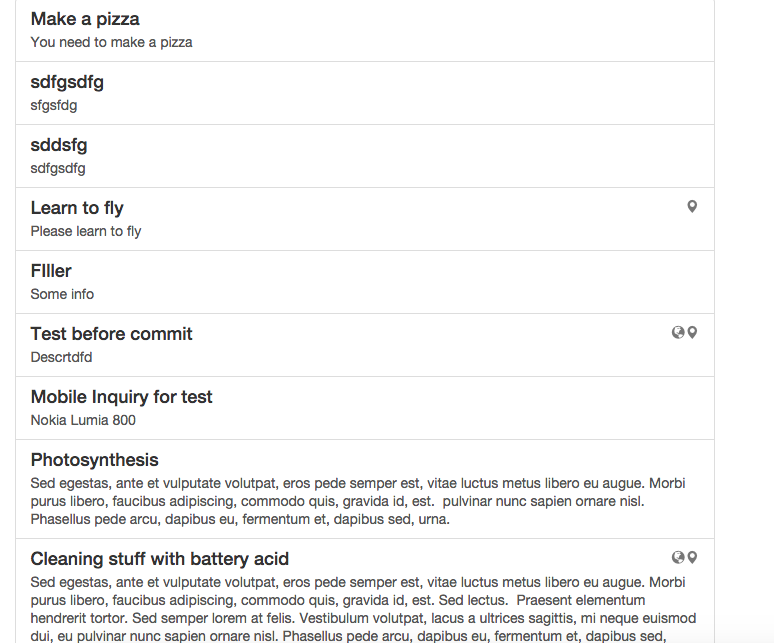 Make a pizza
You need to make a pizza
sdfgsdfg
sfgsfdg
sddsfg
sdfgsdfg
Learn to fly
Please learn to fly
FIller
Some info
Test before commit
Descrtdfd
Mobile Inquiry for test
Nokia Lumia 800
Photosynthesis
Sed egestas, ante et vulputate volutpat, eros pede semper est, vitae luctus metus libero eu augue. Morbi
purus libero, faucibus adipiscing, commodo quis, gravida id, est.  pulvinar nunc sapien ornare nisl.
Phasellus pede arcu, dapibus eu, fermentum et, dapibus sed, urna.
Cleaning stuff with battery acid
Sed egestas, ante et vulputate volutpat, eros pede semper est, vitae luctus metus libero eu augue. Morbi
purus libero, faucibus adipiscing, commodo quis, gravida id, est. Sed lectus.  Praesent elementum
hendrerit tortor. Sed semper lorem at felis. Vestibulum volutpat, lacus a ultrices sagittis, mi neque euismod
dui, eu pulvinar nunc sapien ornare nisl. Phasellus pede arcu, dapibus eu, fermentum et, dapibus sed,